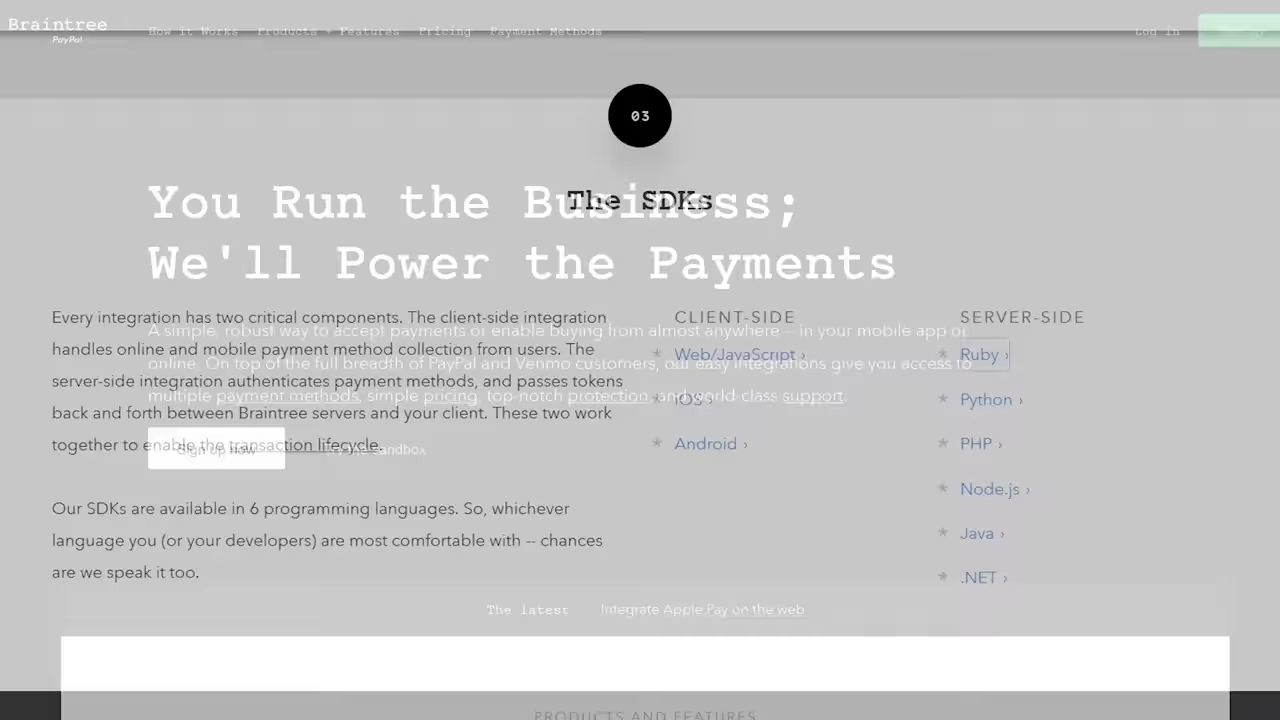 Braintree
PayPal
How it Works Products + Features Pricing Payment Methods Log In
03
The SDKs
You Run the Business;
We'll Power the Payments
A simple, robust way to accept payments or enable buying from almost anywhere -- in your mobile app or
online. On top of the full breadth of PayPal and Venmo customers, our easy integrations give you access to
multiple payment methods, simple pricing, top-notch protection, and world-class support.
Sign up now Try the sandbox
Every integration has two critical components. The client-side integration
handles online and mobile payment method collection from users. The
server-side integration authenticates payment methods, and passes tokens
back and forth between Braintree servers and your client. These two work
together to enable the transaction lifecycle.
Our SDKs are available in 6 programming languages. So, whichever
language you (or your developers) are most comfortable with -- chances
are we speak it too.
CLIENT-SIDE
* Web/JavaScript ›
* iOS ›
* Android ›
SERVER-SIDE
* Ruby ›
* Python ›
* PHP ›
* Node.js ›
* Java ›
* .NET ›
The latest Integrate Apple Pay on the web
PRODUCTS AND FEATURES